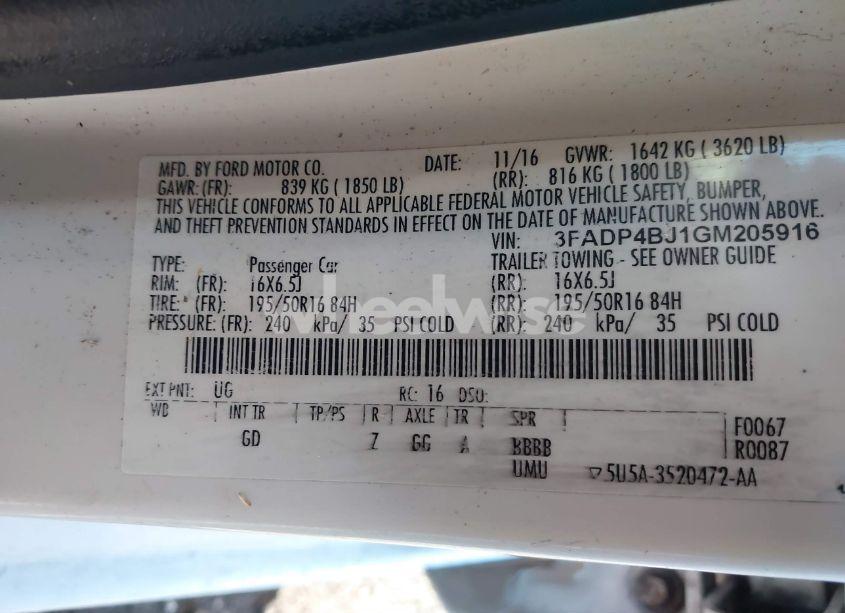 MFD. BY FORD MOTOR CO. DATE: 11/16 GVWR: 1642 KG ( 3620 LB)
GAWR: (FR): 839 KG ( 1850 LB) (RR): 816 KG ( 1800 LB)
THIS VEHICLE CONFORMS TO ALL APPLICABLE FEDERAL MOTOR VEHICLE SAFETY, BUMPER,
AND THEFT PREVENTION STANDARDS IN EFFECT ON THE DATE OF MANUFACTURE SHOWN ABOVE.
VIN: 3FADP4BJ1GM205916
TYPE: Passenger Car TRAILER TOWING - SEE OWNER GUIDE
RIM: (FR): 16X6.5J (RR): 16X6.5J
TIRE: (FR): 195/50R16 84H (RR): 195/50R16 84H
PRESSURE: (FR): 240 kPa/ 35 PSI COLD (RR): 240 kPa/ 35 PSI COLD
wheelwise
EXT PNT: UG RC: 16 DSO:
WB INT TR TP/PS R AXLE TR SPR F0067
GD Z GG A BBBB R0087
UMU ▽5U5A-3520472-AA